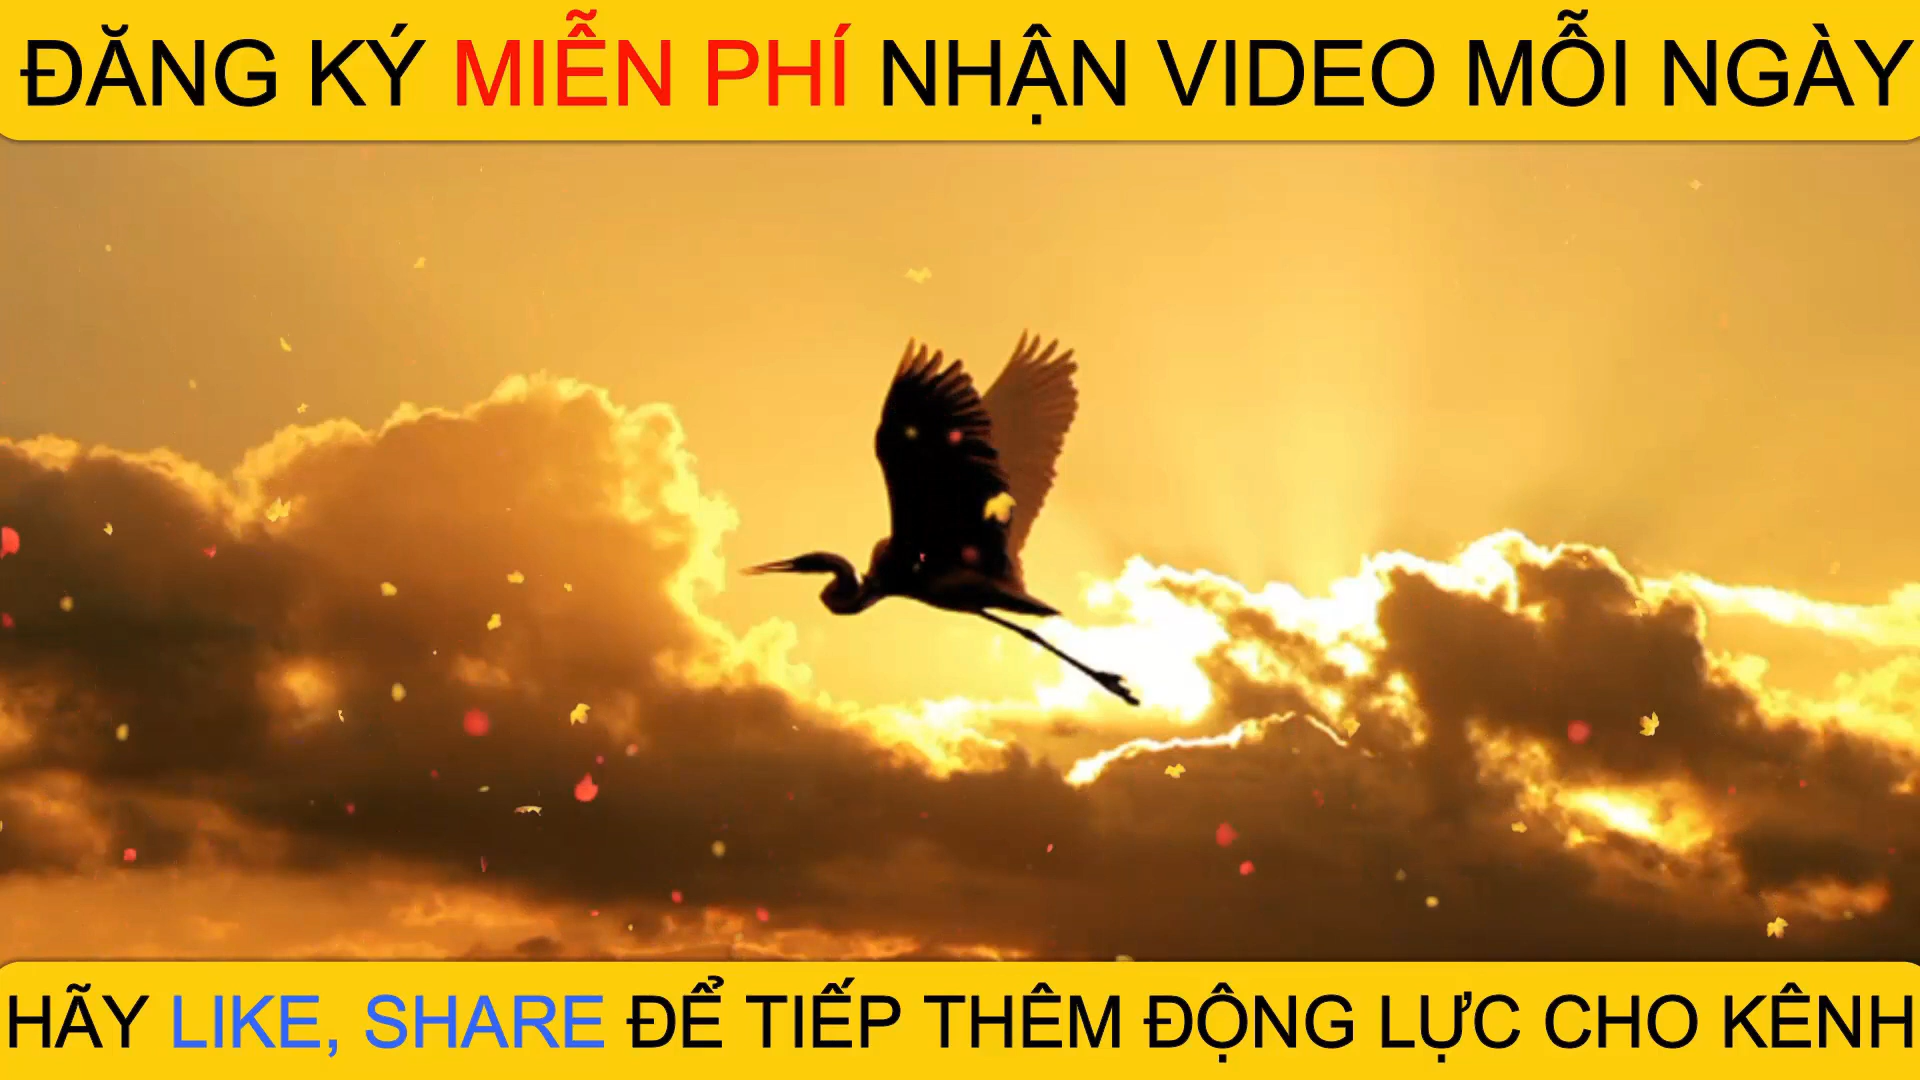 ĐĂNG KÝ MIỄN PHÍ NHẬN VIDEO MỖI NGÀY
HÃY LIKE, SHARE ĐỂ TIẾP THÊM ĐỘNG LỰC CHO KÊNH